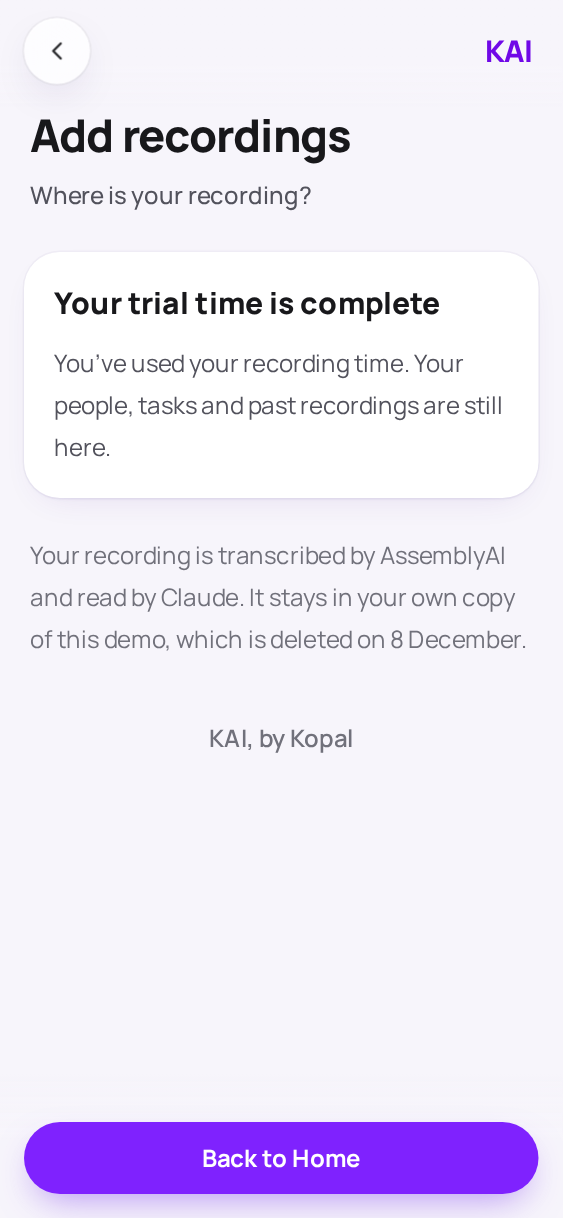 KAI
Add recordings
Where is your recording?
Your trial time is complete
You’ve used your recording time. Your
people, tasks and past recordings are still
here.
Your recording is transcribed by AssemblyAI
and read by Claude. It stays in your own copy
of this demo, which is deleted on 8 December.
KAI, by Kopal
Back to Home